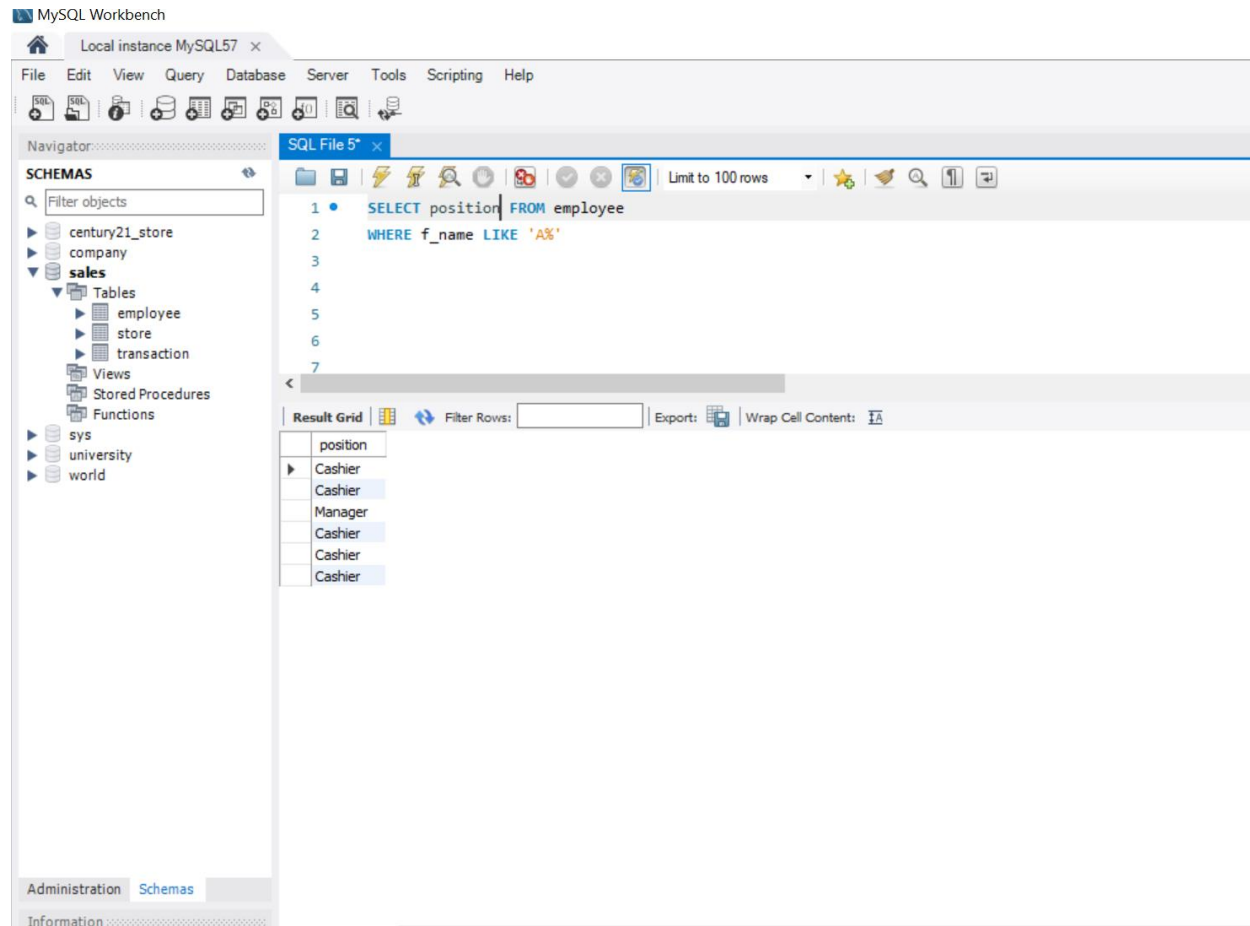 MySQL Workbench
Local instance MySQL57
File Edit View Query Database Server Tools Scripting Help
Navigator
SCHEMAS
Filter objects
century21_store
company
sales
Tables
employee
store
transaction
Views
Stored Procedures
Functions
sys
university
world
Administration Schemas
Information
SQL File 5*
Limit to 100 rows
1 SELECT position FROM employee
2 WHERE f_name LIKE 'A%'
3
4
5
6
7
Result Grid Filter Rows: Export: Wrap Cell Content:
position
Cashier
Cashier
Manager
Cashier
Cashier
Cashier